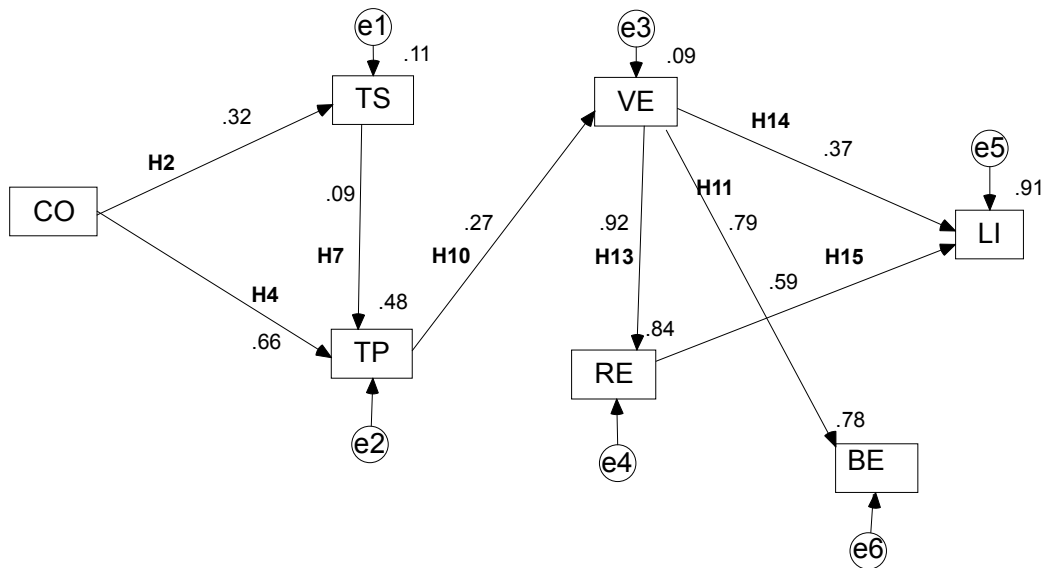 e1
e3
.11
.09
TS
VE
H14
.32
e5
.37
H2
.91
.09
H11
CO
.27
.92
.79
LI
H7
H10
H13
H15
H4
.59
.48
.66
.84
TP
RE
.78
e2
BE
e4
e6